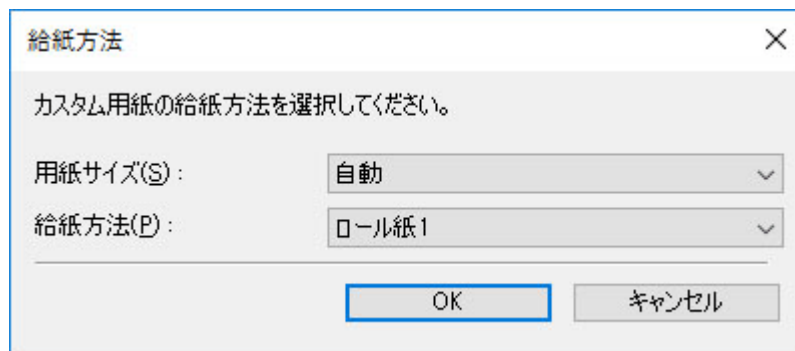 給紙方法
カスタム用紙の給紙方法を選択してください。
用紙サイズ(S) : 自動
給紙方法(P) : ロール紙1
OK キャンセル